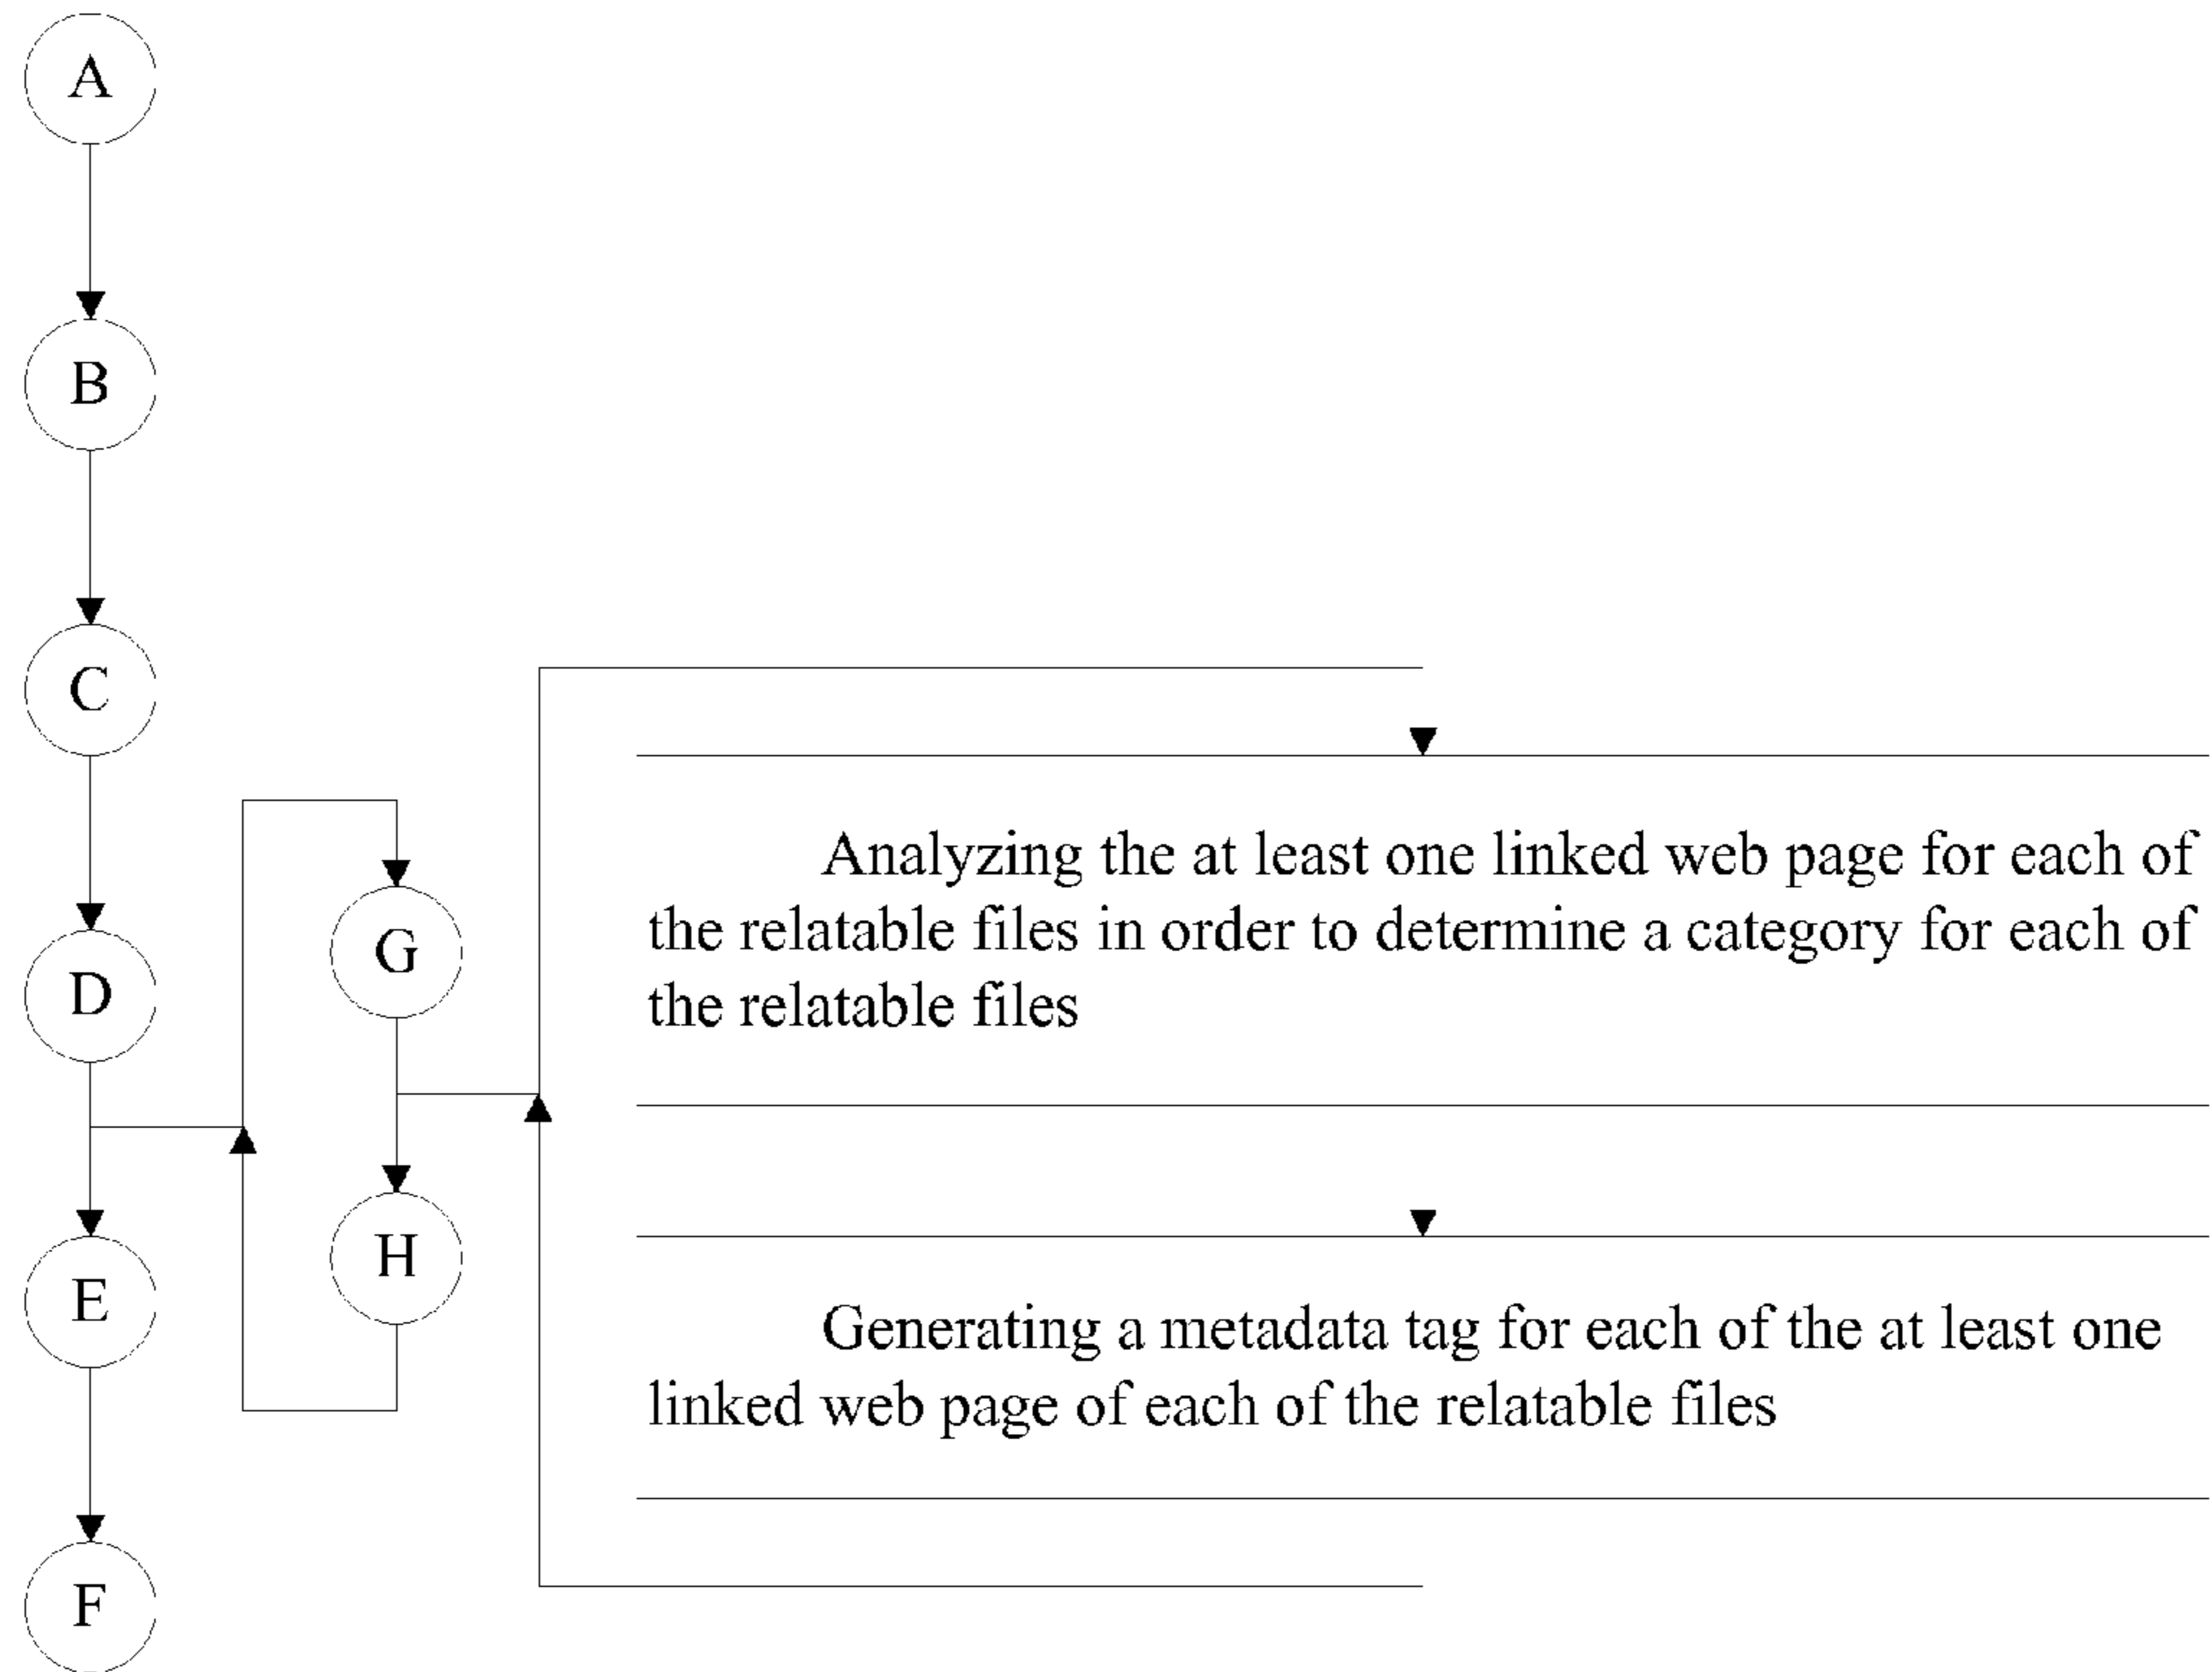 A
B
C
D
E
F
G
H
Analyzing the at least one linked web page for each of
the relatable files in order to determine a category for each of
the relatable files
Generating a metadata tag for each of the at least one
linked web page of each of the relatable files